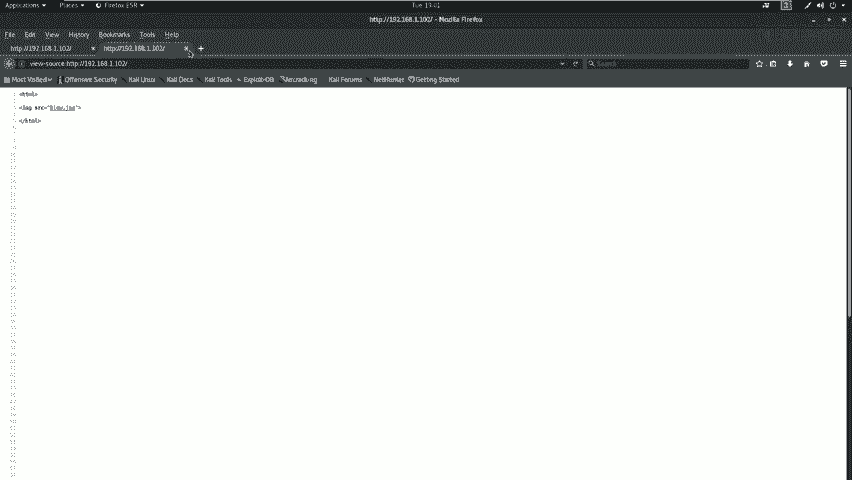 Applications Places Firefox ESR Tue 13:01
http://192.168.1.102/ - Mozilla Firefox
File Edit View History Bookmarks Tools Help
http://192.168.1.102/ http://192.168.1.102/
view-source:http://192.168.1.102/ Search
Most Visited Offensive Security Kali Linux Kali Docs Kali Tools Exploit-DB Aircrack-ng Kali Forums NetHunter Getting Started
<html>
<img src=" ">
</html>